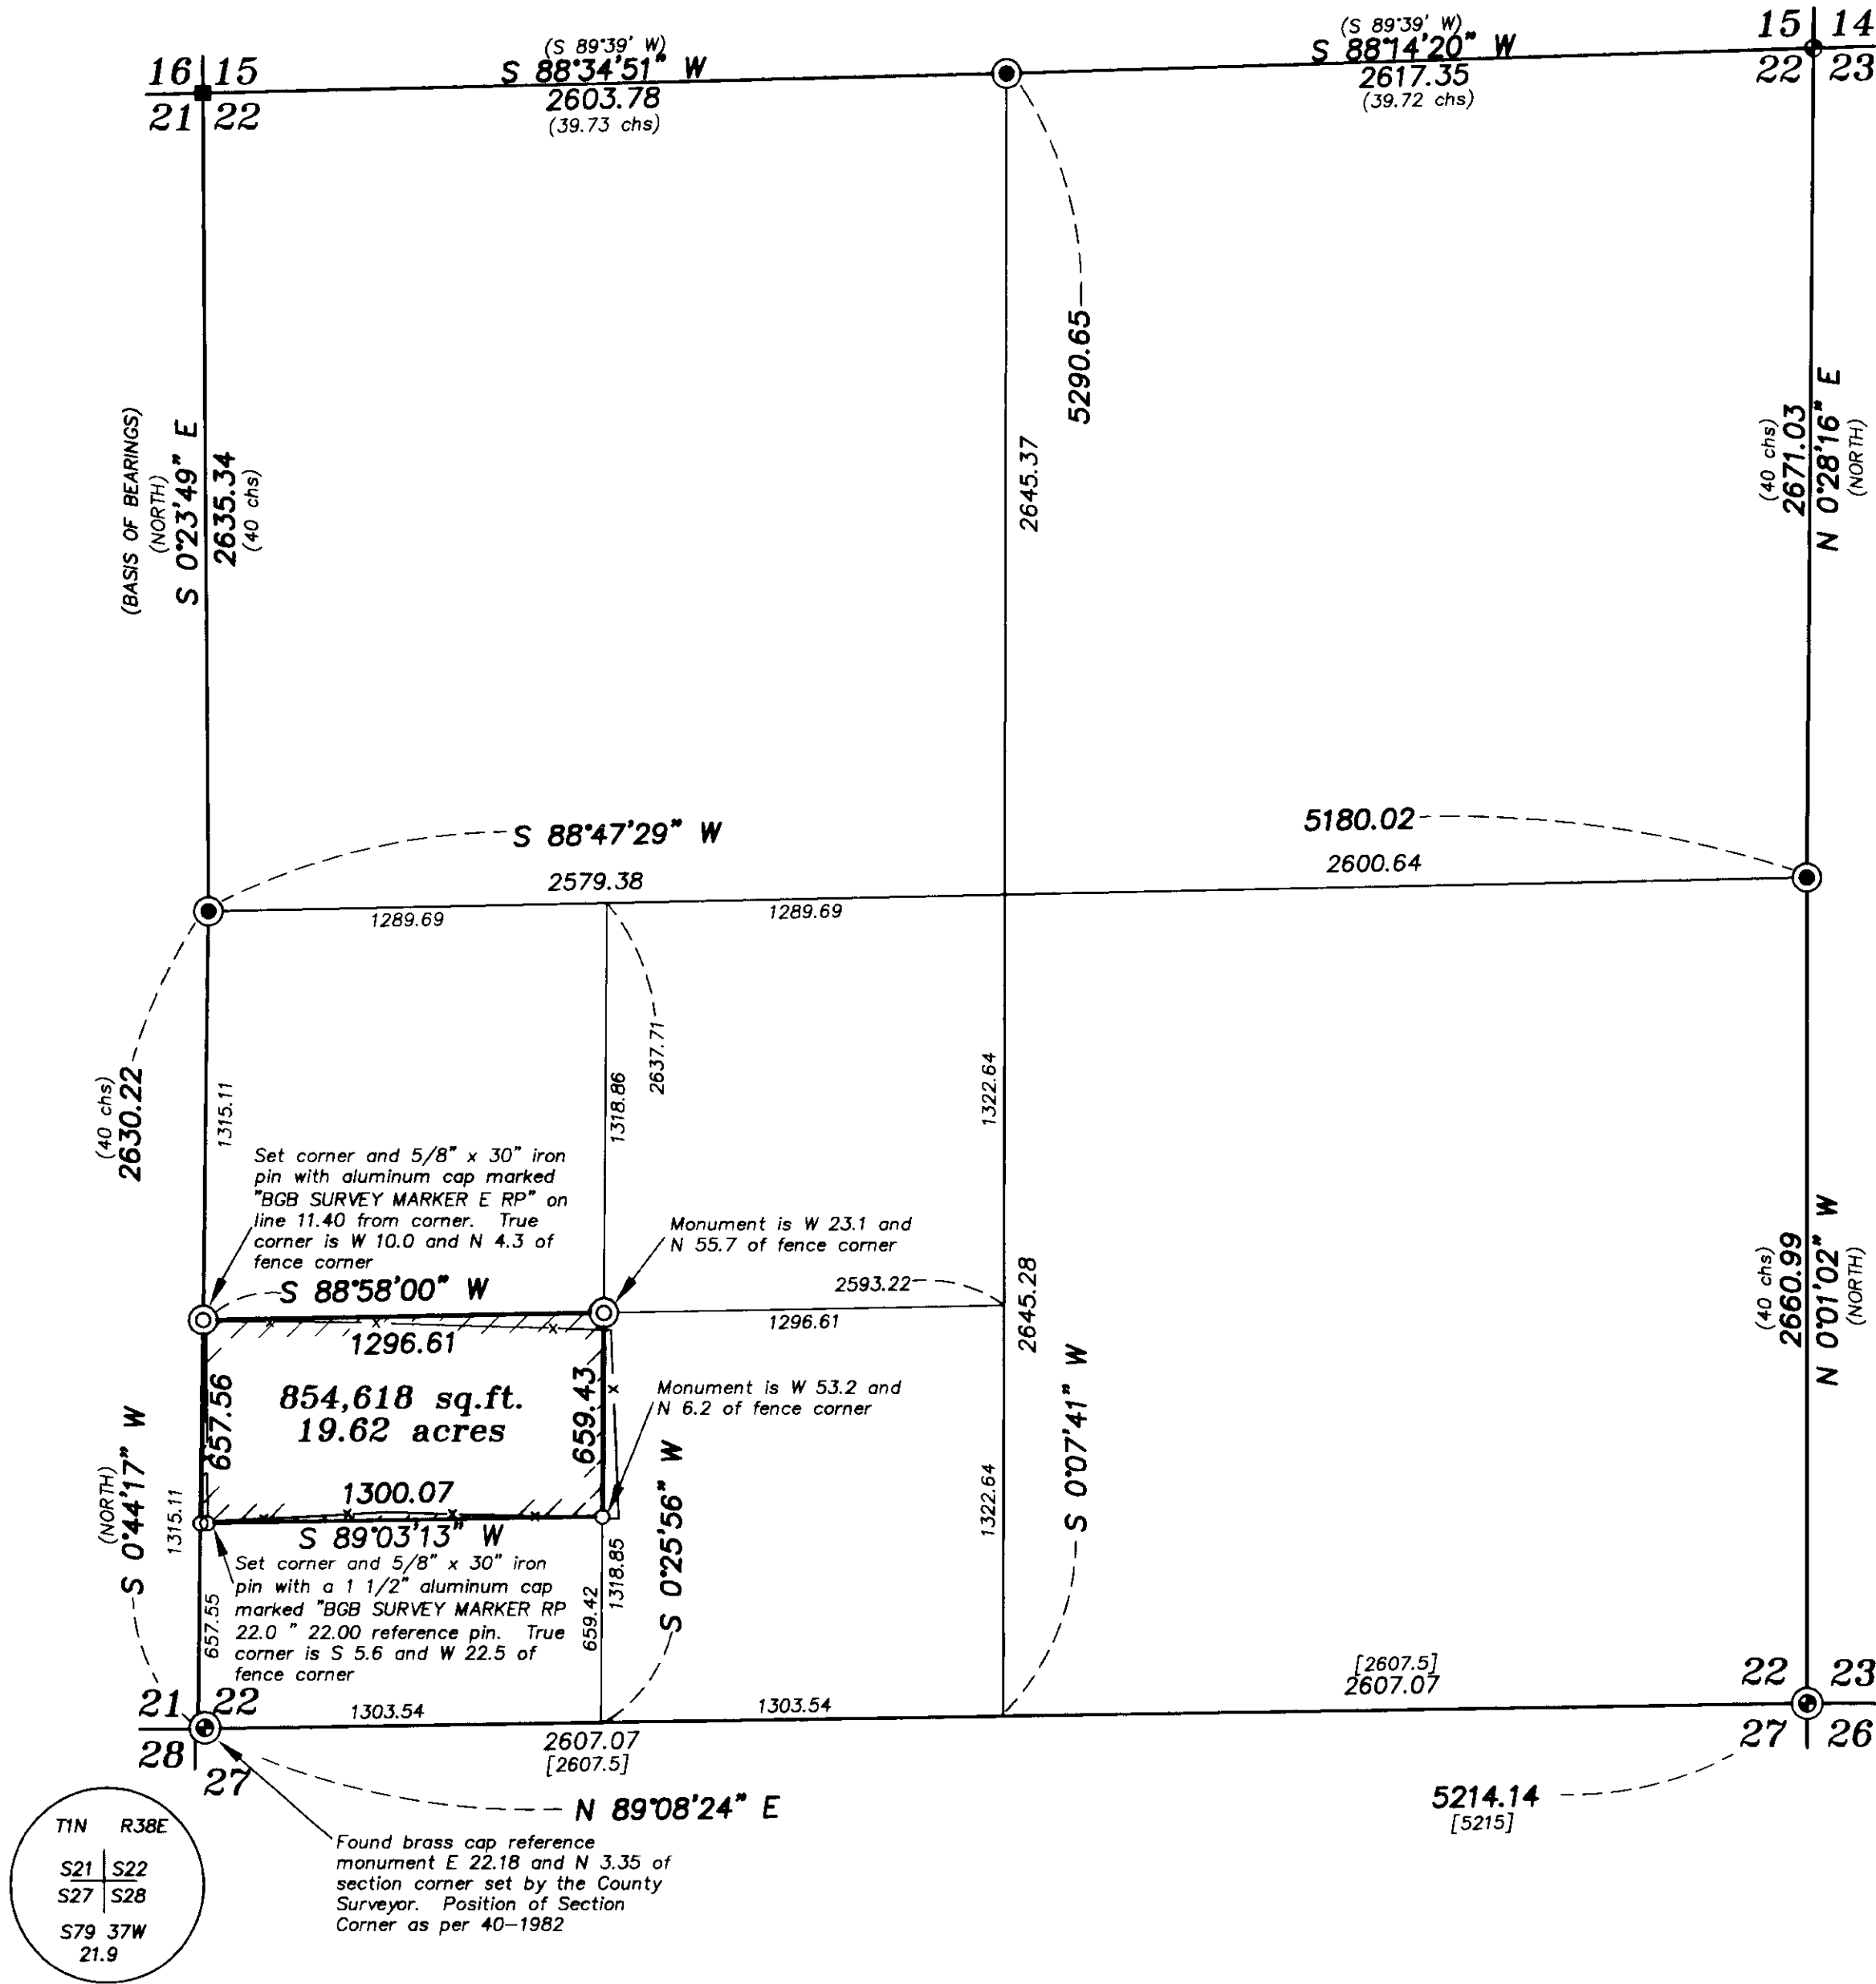 (S 89°39' W)
S 88°34'51" W
2603.78
(39.73 chs)
(S 89°39' W)
S 88°14'20" W
2617.35
(39.72 chs)
16 15
21 22
15 14
22 23
5290.65
2645.37
(BASIS OF BEARINGS)
(NORTH)
S 0°23'49" E
2635.34
(40 chs)
(40 chs)
2671.03
N 0°28'16" E
(NORTH)
S 88°47'29" W
5180.02
2579.38
2600.64
1289.69
1289.69
2637.71
(40 chs)
2630.22
1315.11
1318.86
1322.64
Set corner and 5/8" x 30" iron
pin with aluminum cap marked
"BGB SURVEY MARKER E RP" on
line 11.40 from corner. True
corner is W 10.0 and N 4.3 of
fence corner
Monument is W 23.1 and
N 55.7 of fence corner
S 88°58'00" W
2593.22
1296.61
1296.61
2645.28
(40 chs)
2660.99
N 0°01'02" W
(NORTH)
657.56
854,618 sq.ft.
19.62 acres
659.43
Monument is W 53.2 and
N 6.2 of fence corner
S 0°07'41" W
(NORTH)
S 0°44'17" W
1315.11
1300.07
S 89°03'13" W
S 0°25'56" W
1322.64
Set corner and 5/8" x 30" iron
pin with a 1 1/2" aluminum cap
marked "BGB SURVEY MARKER RP
22.0 " 22.00 reference pin. True
corner is S 5.6 and W 22.5 of
fence corner
657.55
659.42
1318.85
21 22
28 27
1303.54
1303.54
2607.07
[2607.5]
[2607.5]
2607.07
22 23
27 26
N 89°08'24" E
5214.14
[5215]
Found brass cap reference
monument E 22.18 and N 3.35 of
section corner set by the County
Surveyor. Position of Section
Corner as per 40-1982
T1N R38E
S21 S22
S27 S28
S79 37W
21.9